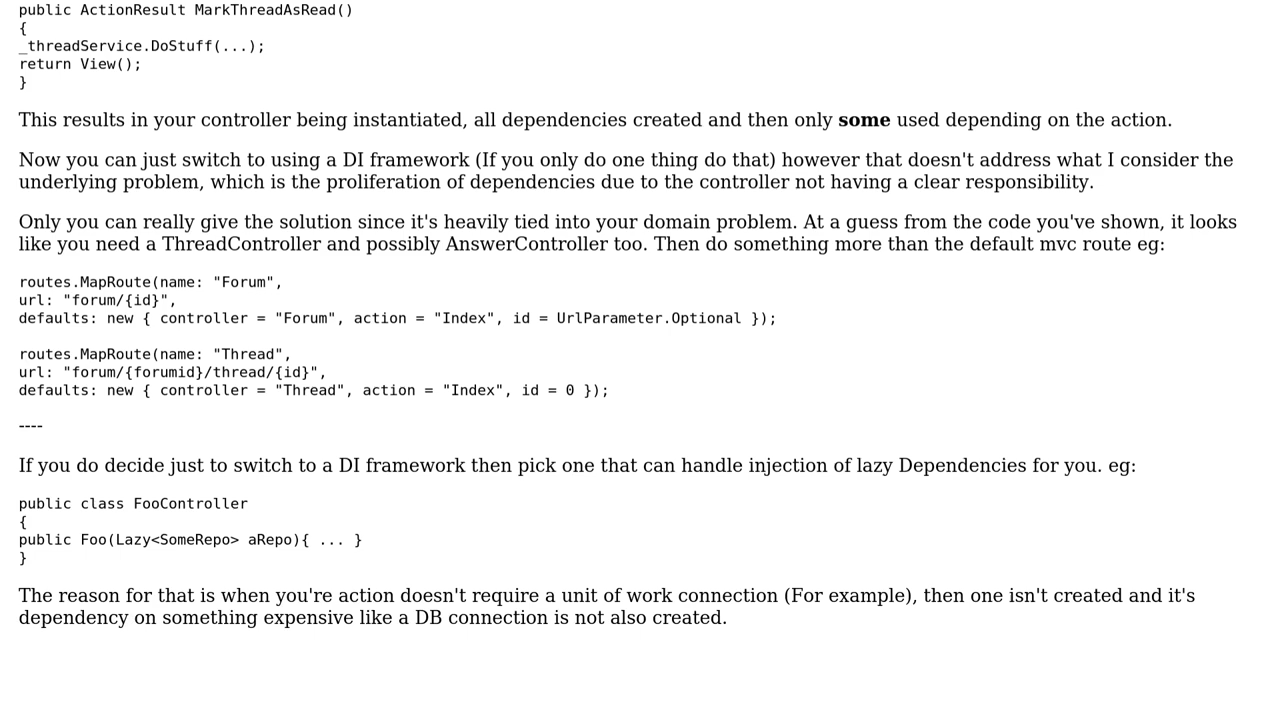 public ActionResult MarkThreadAsRead()
{
_threadService.DoStuff(...);
return View();
}
This results in your controller being instantiated, all dependencies created and then only some used depending on the action.
Now you can just switch to using a DI framework (If you only do one thing do that) however that doesn't address what I consider the
underlying problem, which is the proliferation of dependencies due to the controller not having a clear responsibility.
Only you can really give the solution since it's heavily tied into your domain problem. At a guess from the code you've shown, it looks
like you need a ThreadController and possibly AnswerController too. Then do something more than the default mvc route eg:
routes.MapRoute(name: "Forum",
url: "forum/{id}",
defaults: new { controller = "Forum", action = "Index", id = UrlParameter.Optional });
routes.MapRoute(name: "Thread",
url: "forum/{forumid}/thread/{id}",
defaults: new { controller = "Thread", action = "Index", id = 0 });
----
If you do decide just to switch to a DI framework then pick one that can handle injection of lazy Dependencies for you. eg:
public class FooController
{
public Foo(Lazy<SomeRepo> aRepo){ ... }
}
The reason for that is when you're action doesn't require a unit of work connection (For example), then one isn't created and it's
dependency on something expensive like a DB connection is not also created.